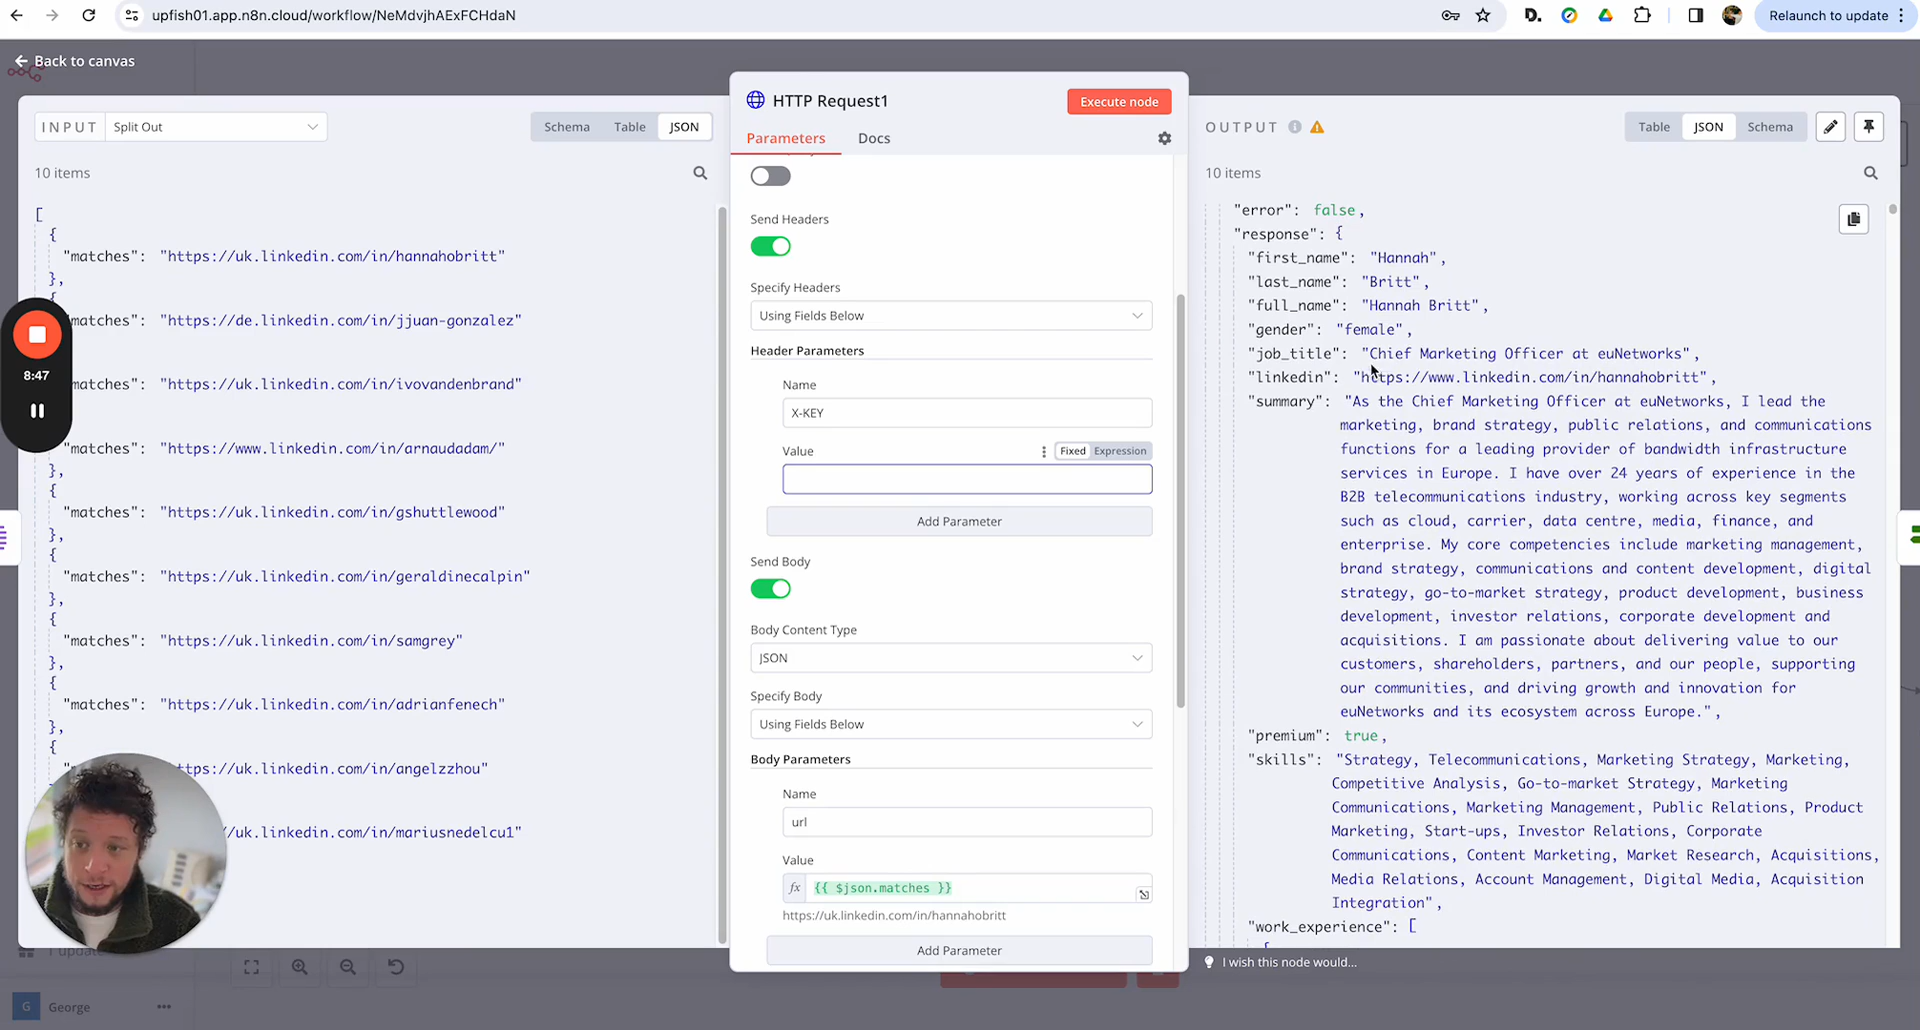 upfish01.app.n8n.cloud/workflow/NeMdvjhAExFCHdaN
D.
Relaunch to update
Back to canvas
INPUT
Split Out
Schema
Table
JSON
10 items
[
{
"matches": "https://uk.linkedin.com/in/hannahobritt"
},
{
matches": "https://de.linkedin.com/in/jjuan-gonzalez"
matches": "https://uk.linkedin.com/in/ivovandenbrand"
"matches": "https://www.linkedin.com/in/arnaudadam/"
},
{
"matches": "https://uk.linkedin.com/in/gshuttlewood"
},
{
"matches": "https://uk.linkedin.com/in/geraldinecalpin"
},
{
"matches": "https://uk.linkedin.com/in/samgrey"
},
{
"matches": "https://uk.linkedin.com/in/adrianfenech"
},
{
ttps://uk.linkedin.com/in/angelzzhou"
//uk.linkedin.com/in/mariusnedelcu1"
8:47
HTTP Request1
Execute node
Parameters
Docs
Send Headers
Specify Headers
Using Fields Below
Header Parameters
Name
X-KEY
Value
Fixed
Expression
Add Parameter
Send Body
Body Content Type
JSON
Specify Body
Using Fields Below
Body Parameters
Name
url
Value
fx
{{ $json.matches }}
https://uk.linkedin.com/in/hannahobritt
Add Parameter
OUTPUT
Table
JSON
Schema
10 items
"error": false,
"response": {
"first_name": "Hannah",
"last_name": "Britt",
"full_name": "Hannah Britt",
"gender": "female",
"job_title": "Chief Marketing Officer at euNetworks",
"linkedin": "https://www.linkedin.com/in/hannahobritt",
"summary": "As the Chief Marketing Officer at euNetworks, I lead the
marketing, brand strategy, public relations, and communications
functions for a leading provider of bandwidth infrastructure
services in Europe. I have over 24 years of experience in the
B2B telecommunications industry, working across key segments
such as cloud, carrier, data centre, media, finance, and
enterprise. My core competencies include marketing management,
brand strategy, communications and content development, digital
strategy, go-to-market strategy, product development, business
development, investor relations, corporate development and
acquisitions. I am passionate about delivering value to our
customers, shareholders, partners, and our people, supporting
our communities, and driving growth and innovation for
euNetworks and its ecosystem across Europe.",
"premium": true,
"skills": "Strategy, Telecommunications, Marketing Strategy, Marketing,
Competitive Analysis, Go-to-market Strategy, Marketing
Communications, Marketing Management, Public Relations, Product
Marketing, Start-ups, Investor Relations, Corporate
Communications, Content Marketing, Market Research, Acquisitions,
Media Relations, Account Management, Digital Media, Acquisition
Integration",
"work_experience": [
I wish this node would...
1 upda
G
George